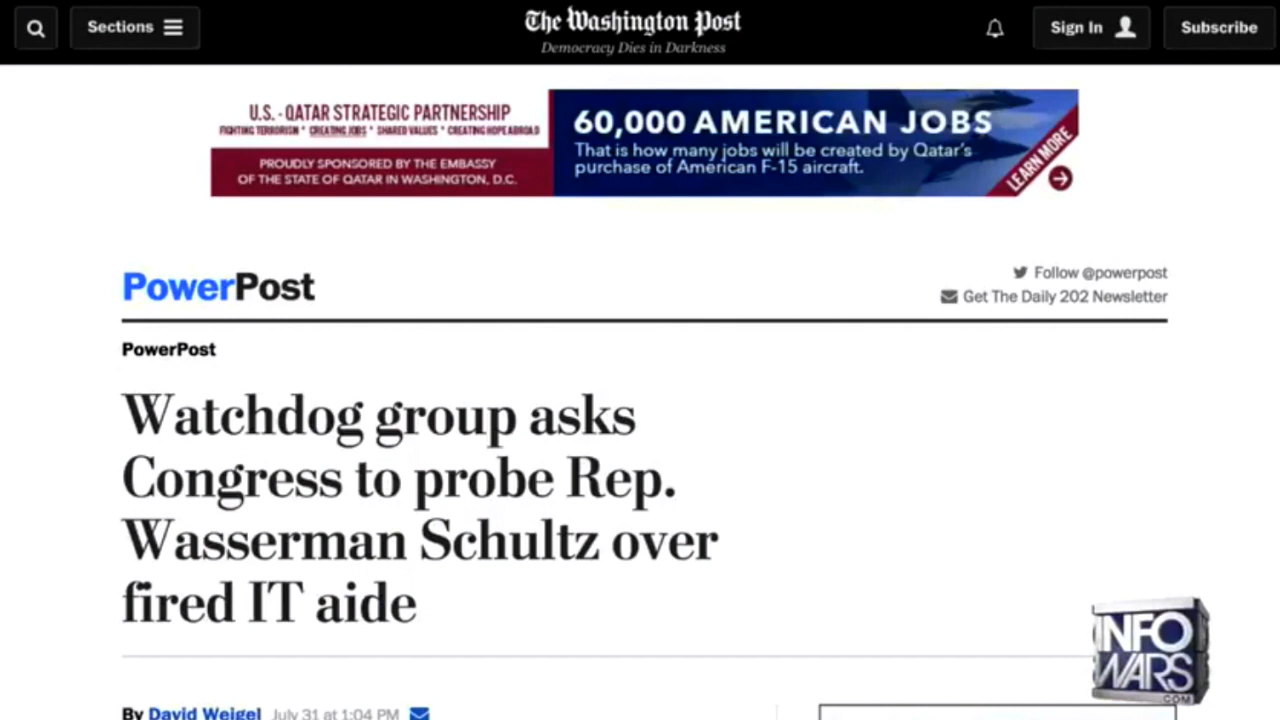 Sections
The Washington Post
Democracy Dies in Darkness
Sign In
Subscribe
U.S. - QATAR STRATEGIC PARTNERSHIP
FIGHTING TERRORISM * CREATING JOBS * SHARED VALUES * CREATING HOPE ABROAD
PROUDLY SPONSORED BY THE EMBASSY
OF THE STATE OF QATAR IN WASHINGTON, D.C.
60,000 AMERICAN JOBS
That is how many jobs will be created by Qatar's
purchase of American F-15 aircraft.
LEARN MORE
PowerPost
Follow @powerpost
Get The Daily 202 Newsletter
PowerPost
Watchdog group asks
Congress to probe Rep.
Wasserman Schultz over
fired IT aide
By David Weigel July 31 at 1:04 PM
INFO
WARS
.COM